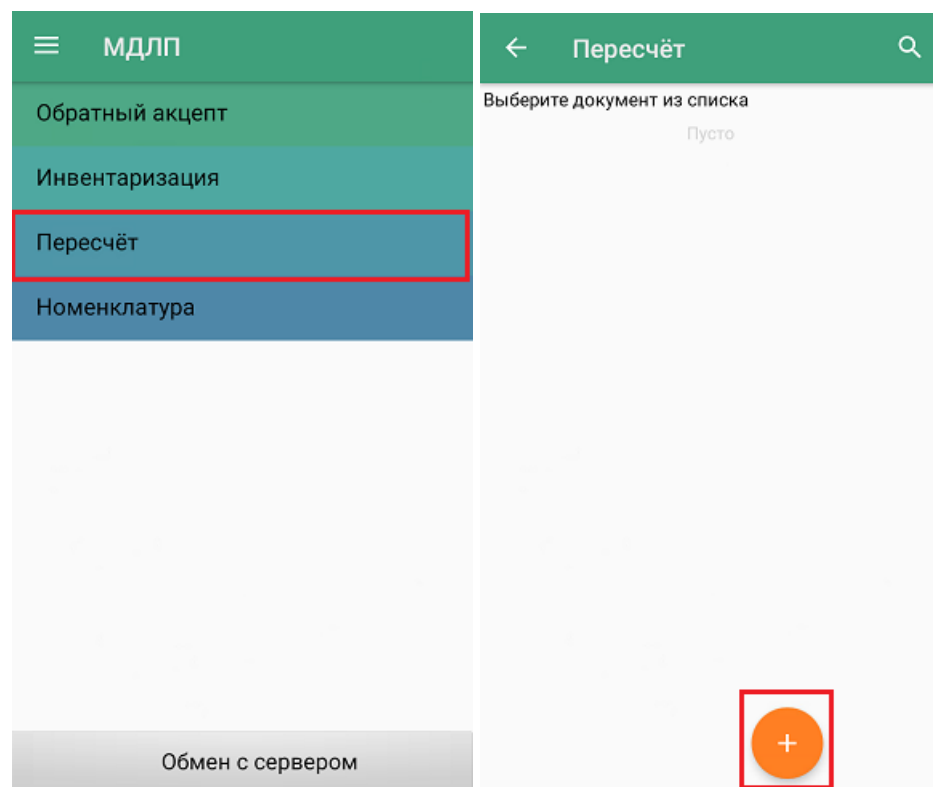 МДЛП
Обратный акцепт
Инвентаризация
Пересчёт
Номенклатура
Обмен с сервером
Пересчёт
Выберите документ из списка
Пусто
+